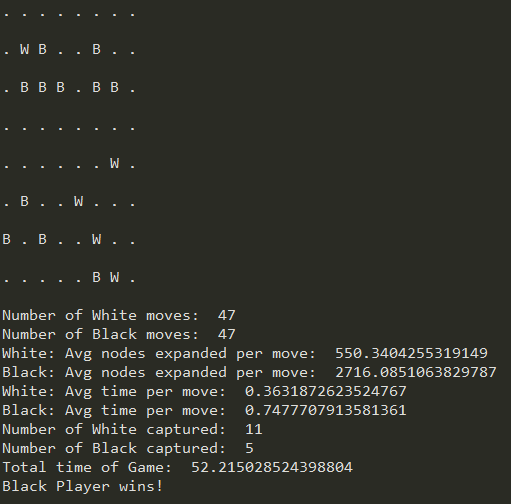 . . . . . . . .
. W B . . B . .
. B B B . B B .
. . . . . . . .
. . . . . . W .
. B . . W . . .
B . B . . W . .
. . . . . B W .
Number of White moves:  47
Number of Black moves:  47
White: Avg nodes expanded per move:  550.3404255319149
Black: Avg nodes expanded per move:  2716.0851063829787
White: Avg time per move:  0.3631872623524767
Black: Avg time per move:  0.7477707913581361
Number of White captured:  11
Number of Black captured:  5
Total time of Game:  52.215028524398804
Black Player wins!